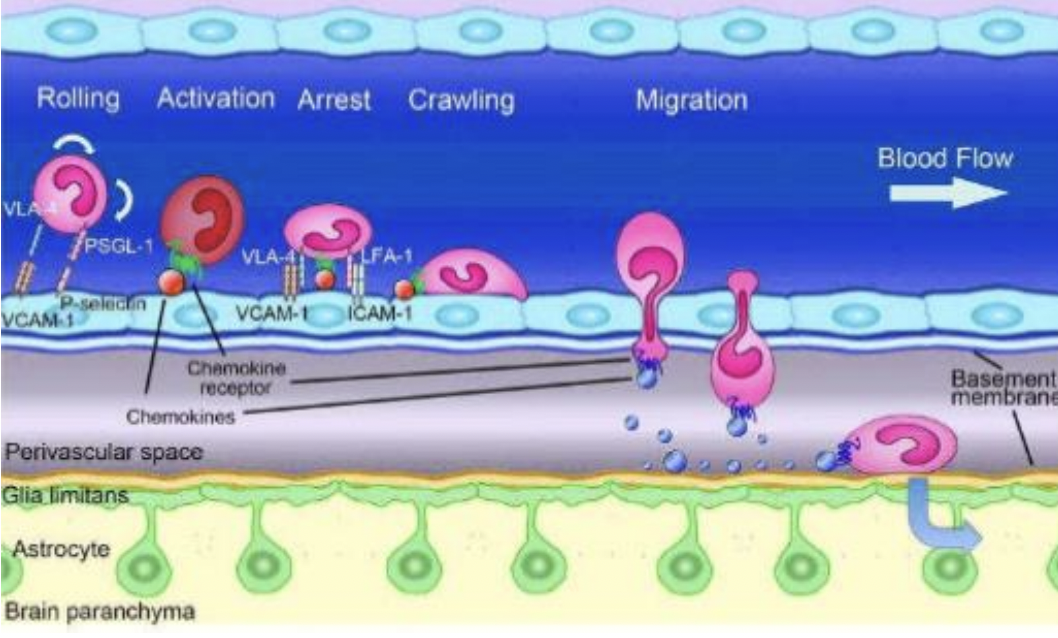 Rolling Activation Arrest Crawling Migration
Blood Flow
VLA-4
PSGL-1
VLA-4 LFA-1
P-selectin
VCAM-1 VCAM-1 ICAM-1
Chemokine
receptor
Chemokines
Basement
membrane
Perivascular space
Glia limitans
Astrocyte
Brain paranchyma